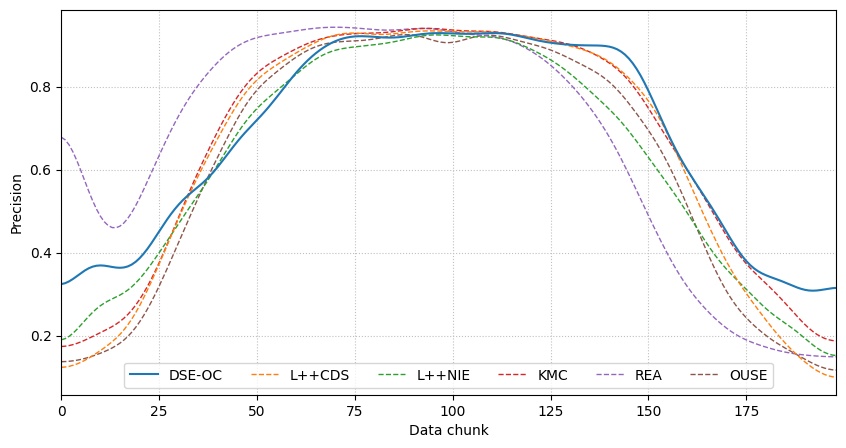 Precision
0.8
0.6
0.4
0.2
DSE-OC L++CDS L++NIE KMC REA OUSE
0 25 50 75 100 125 150 175
Data chunk